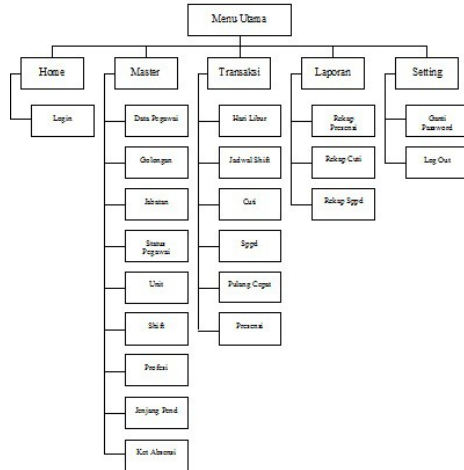 Menu Utama
Home
Master
Transaksi
Laporan
Setting
Login
Data Pegawai
Hari Libur
Rekap
Presensi
Ganti
Password
Golongan
Jadwal Shift
Rekap Cuti
Log Out
Jabatan
Cuti
Rekap Sppd
Status
Pegawai
Sppd
Unit
Pulang Cepat
Shift
Presensi
Profesi
Jenjang Pend
Ket Absensi